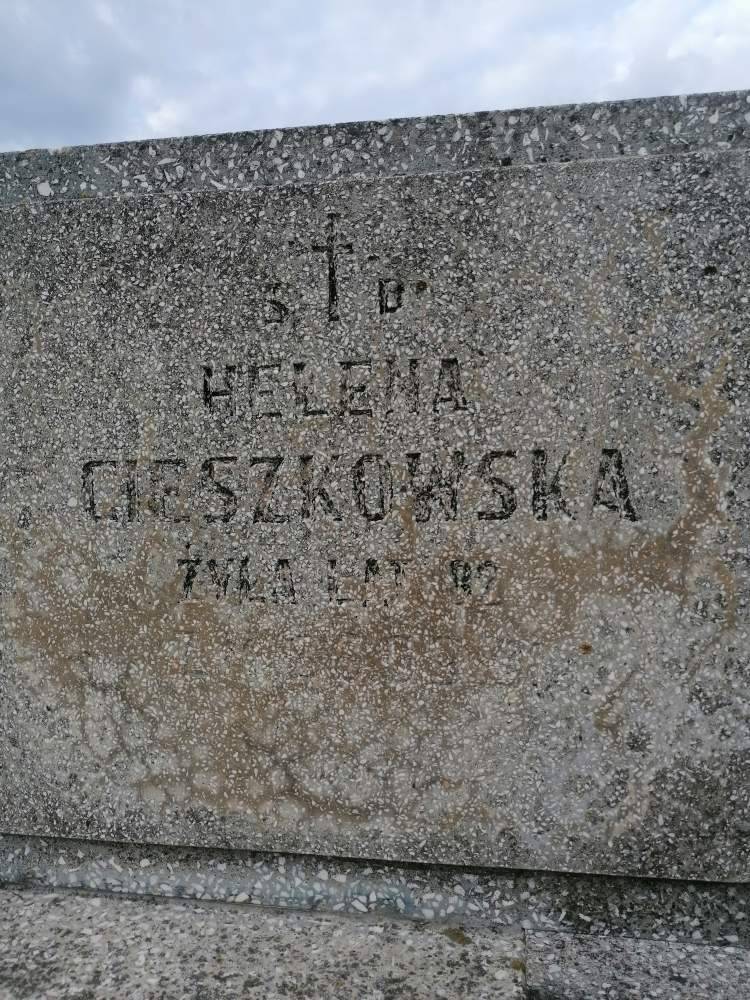 Ś. P.
HELENA
CIESZKOWSKA
ŻYŁA LAT 92